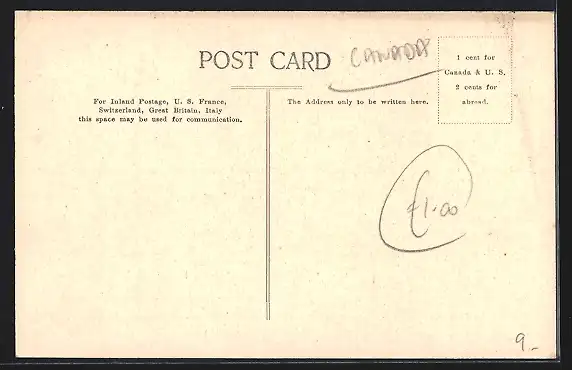 POST CARD
CANADA
1 cent for
Canada & U. S.
2 cents for
abroad.
For Inland Postage, U. S. France,
Switzerland, Great Britain, Italy
this space may be used for communication.
The Address only to be written here.
£1.00
9.-